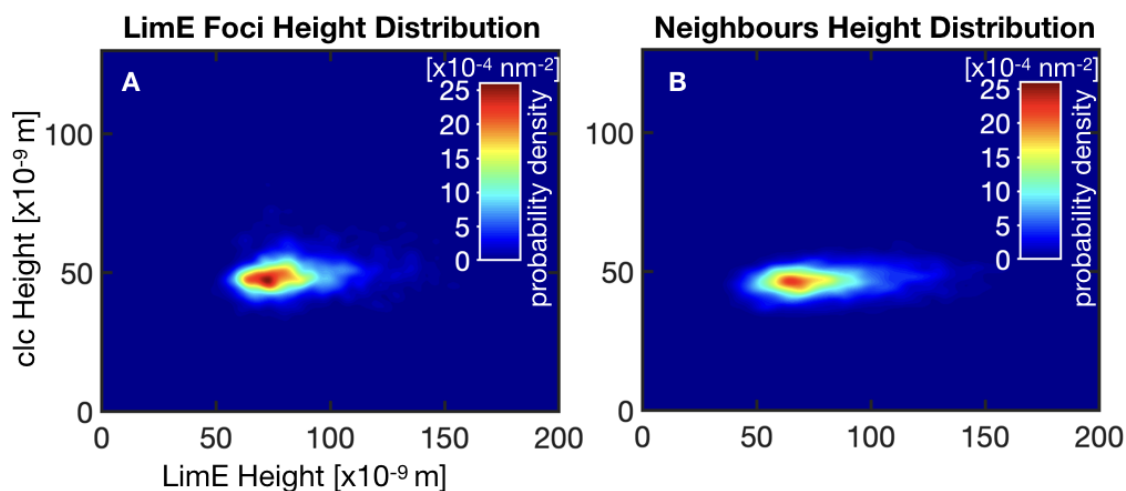 LimE Foci Height Distribution
Neighbours Height Distribution
A
[x10⁻⁴ nm⁻²]
25
20
15
10
5
0
probability density
B
[x10⁻⁴ nm⁻²]
25
20
15
10
5
0
probability density
clc Height [x10⁻⁹ m]
100
50
0
100
50
0
0 50 100 150 200
0 50 100 150 200
LimE Height [x10⁻⁹ m]